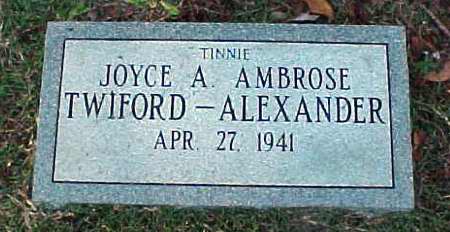 "TINNIE"
JOYCE A. AMBROSE
TWIFORD - ALEXANDER
APR. 27, 1941